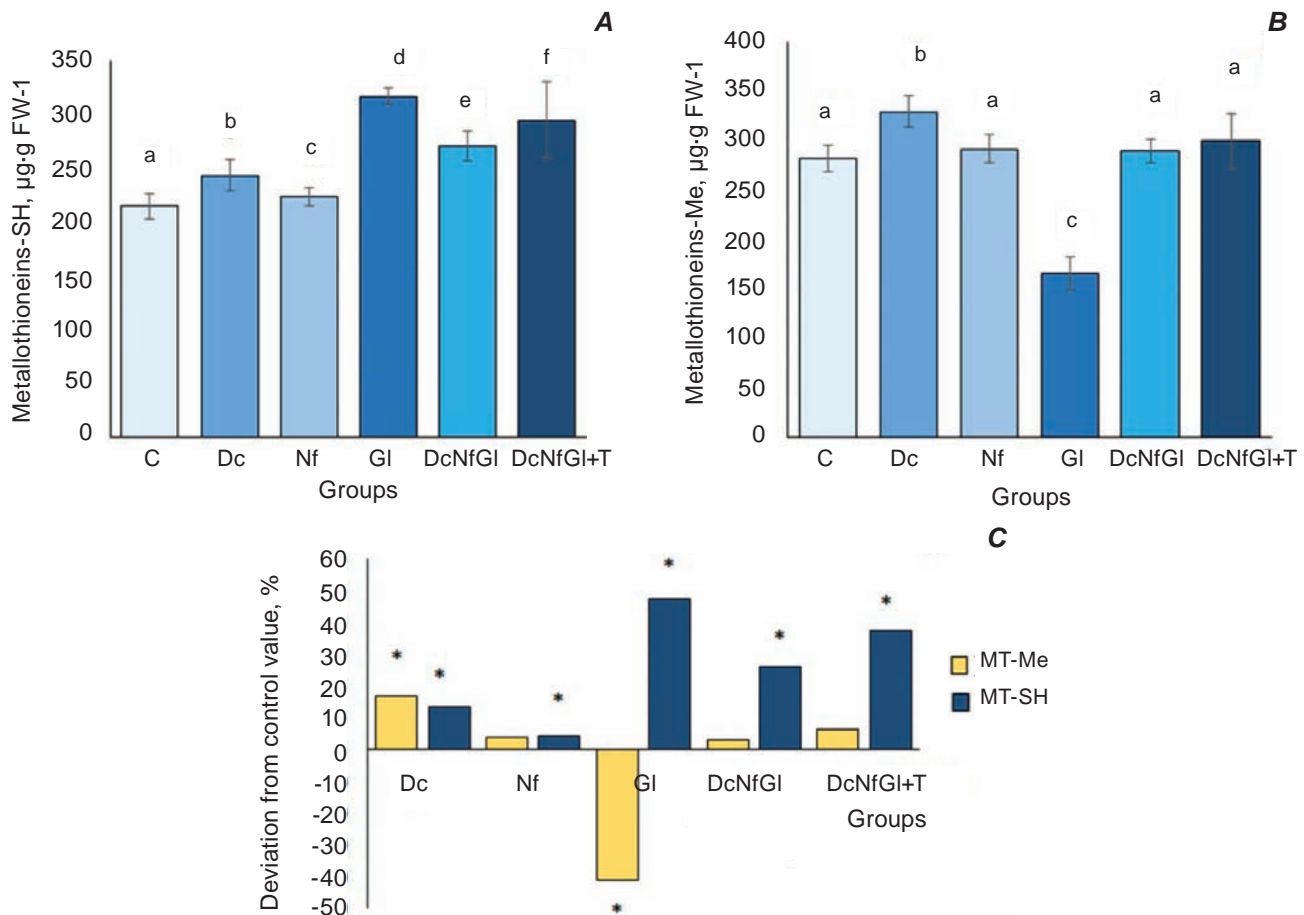 A
Metallothioneins-SH, µg·g FW-1
350
300
250
200
150
100
50
0
a
b
c
d
e
f
C Dc Nf Gl DcNfGl DcNfGl+T
Groups
B
Metallothioneins-Me, µg·g FW-1
400
350
300
250
200
150
100
50
0
a
b
a
c
a
a
C Dc Nf Gl DcNfGl DcNfGl+T
Groups
C
Deviation from control value, %
60
50
40
30
20
10
0
-10
-20
-30
-40
-50
* * * * * * *
Dc Nf Gl DcNfGl DcNfGl+T
Groups
MT-Me
MT-SH